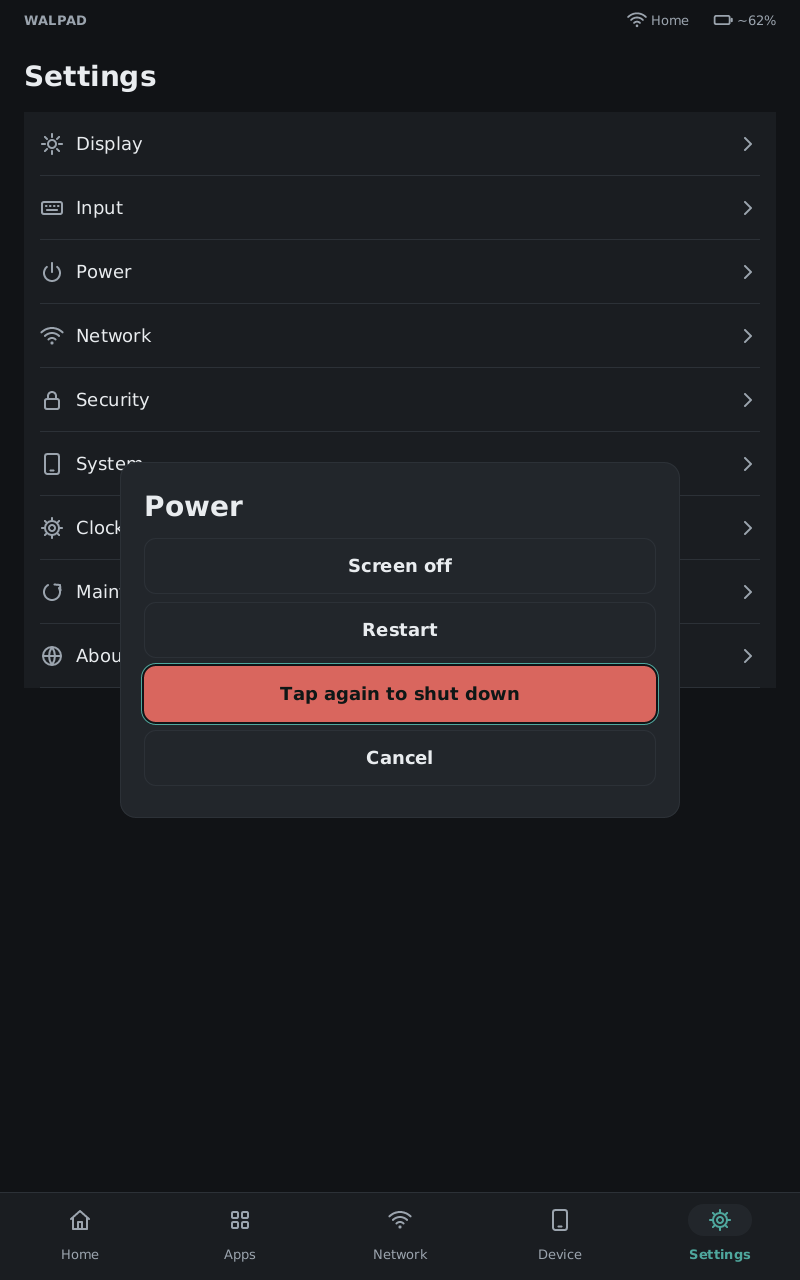 WALPAD Home ~62%
Settings
Display
Input
Power
Network
Security
System
Clock
Main
Abou
Power
Screen off
Restart
Tap again to shut down
Cancel
Home Apps Network Device Settings